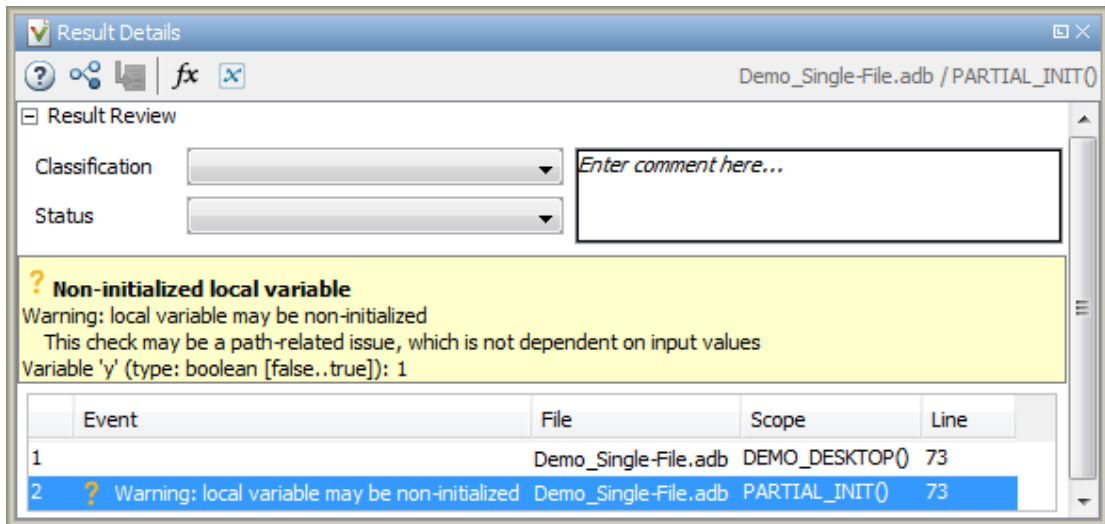 Result Details
fx x Demo_Single-File.adb / PARTIAL_INIT()
Result Review
Classification
Enter comment here...
Status
? Non-initialized local variable
Warning: local variable may be non-initialized
This check may be a path-related issue, which is not dependent on input values
Variable 'y' (type: boolean [false..true]): 1
Event File Scope Line
1 Demo_Single-File.adb DEMO_DESKTOP() 73
2 ? Warning: local variable may be non-initialized Demo_Single-File.adb PARTIAL_INIT() 73